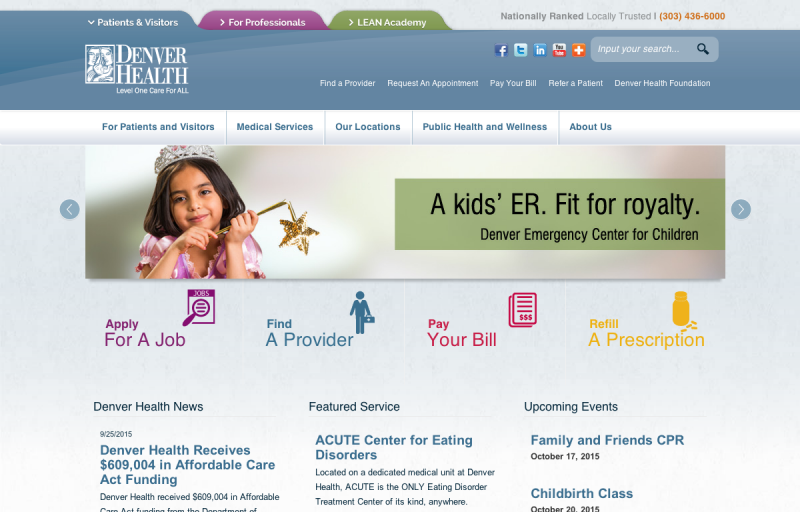 Patients & Visitors
For Professionals
LEAN Academy
Nationally Ranked Locally Trusted | (303) 436-6000
DENVER
HEALTH
Level One Care For ALL
Input your search...
Find a Provider Request An Appointment Pay Your Bill Refer a Patient Denver Health Foundation
For Patients and Visitors Medical Services Our Locations Public Health and Wellness About Us
A kids' ER. Fit for royalty.
Denver Emergency Center for Children
JOBS
Apply
For A Job
Find
A Provider
$$$
Pay
Your Bill
Refill
A Prescription
Denver Health News
9/25/2015
Denver Health Receives
$609,004 in Affordable Care
Act Funding
Denver Health received $609,004 in Affordable
Care Act funding from the Department of
Featured Service
ACUTE Center for Eating
Disorders
Located on a dedicated medical unit at Denver
Health, ACUTE is the ONLY Eating Disorder
Treatment Center of its kind, anywhere.
Upcoming Events
Family and Friends CPR
October 17, 2015
Childbirth Class
October 20, 2015